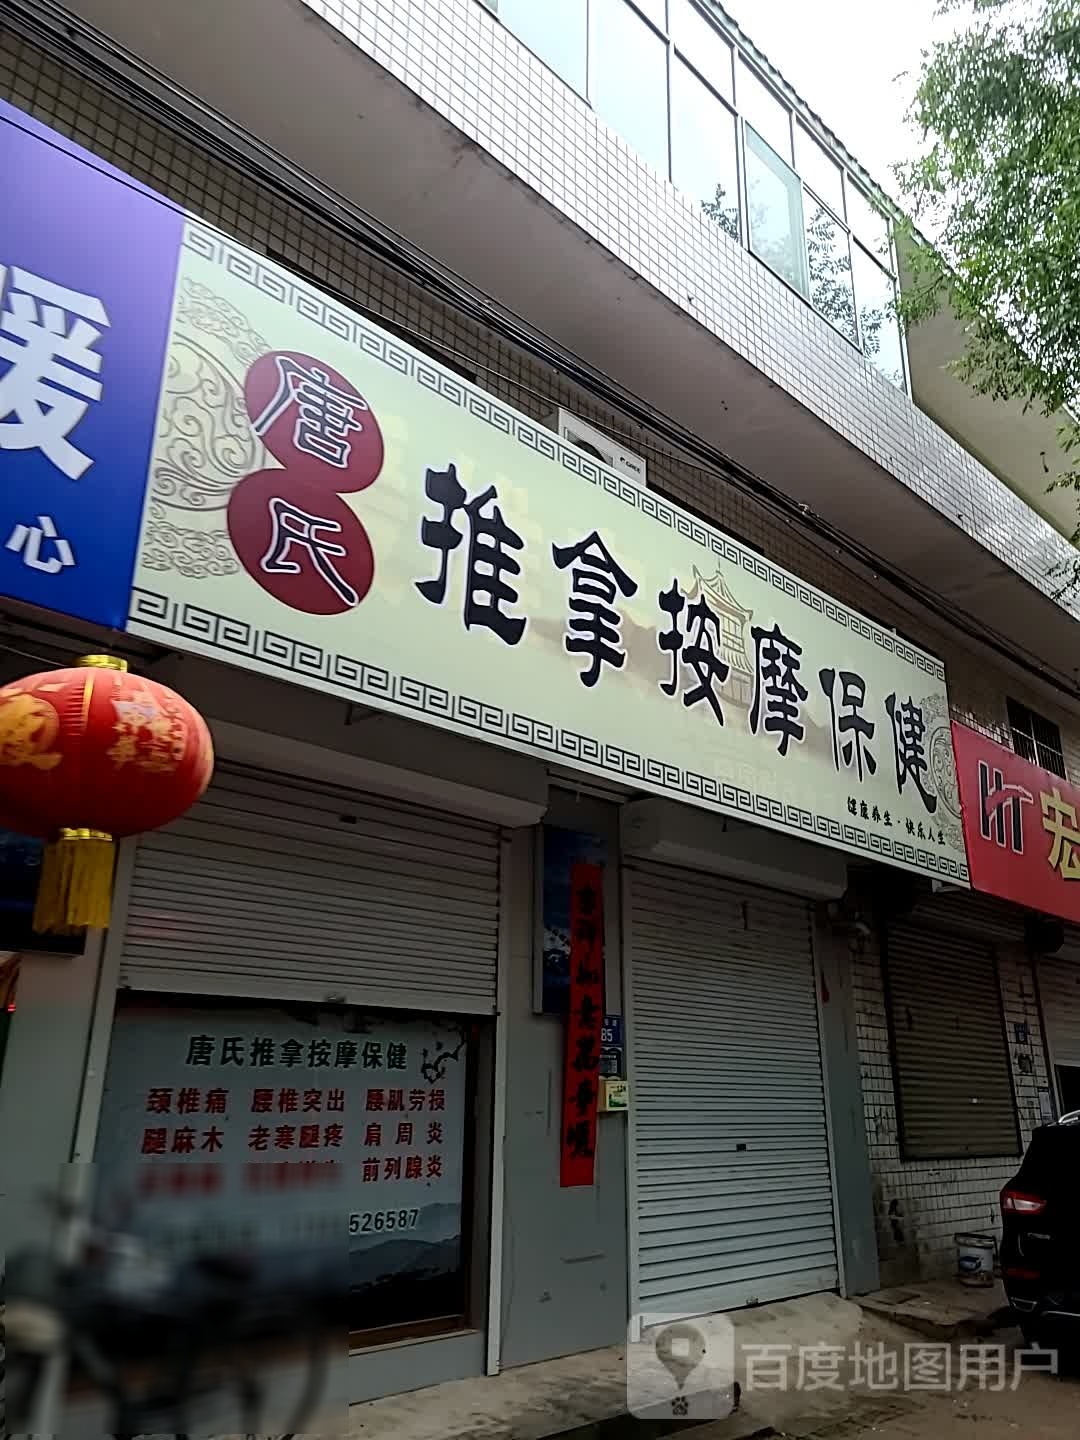 暖
心
唐氏
推拿按摩保健
健康养生·快乐人生
GREE
HT 宏
唐氏推拿按摩保健
颈椎痛 腰椎突出 腰肌劳损
腿麻木 老寒腿疼 肩周炎
前列腺炎
526587
85
百度地图用户